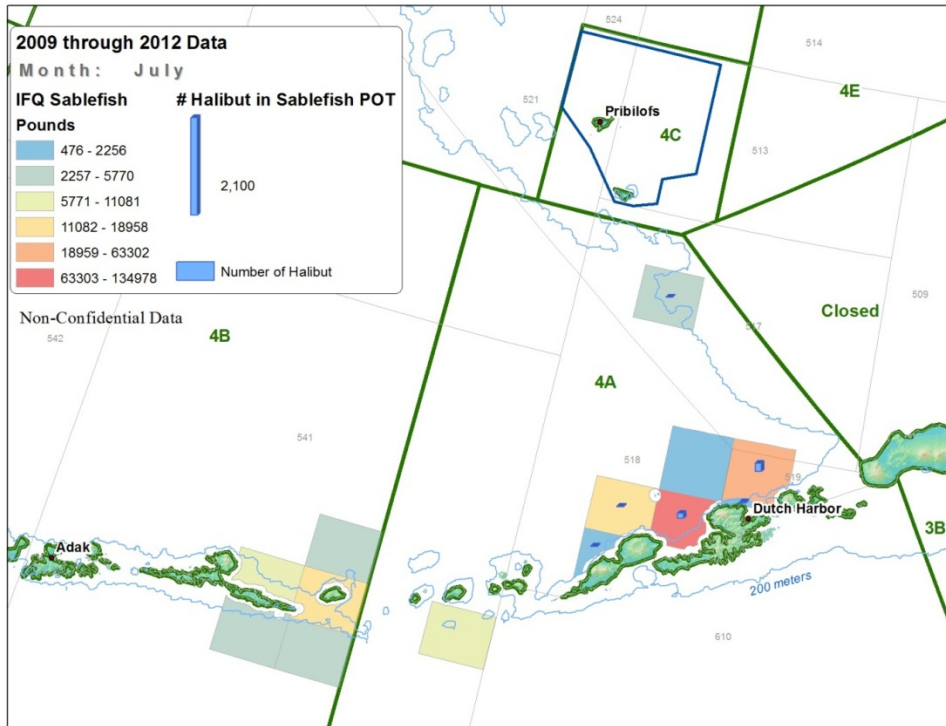 2009 through 2012 Data
Month: July
IFQ Sablefish
Pounds
476 - 2256
2257 - 5770
5771 - 11081
11082 - 18958
18959 - 63302
63303 - 134978
# Halibut in Sablefish POT
2,100
Number of Halibut
Non-Confidential Data
524
514
521
4E
Pribilofs
4C
513
509
Closed
517
542
4B
4A
541
518
519
Dutch Harbor
Adak
3B
200 meters
610